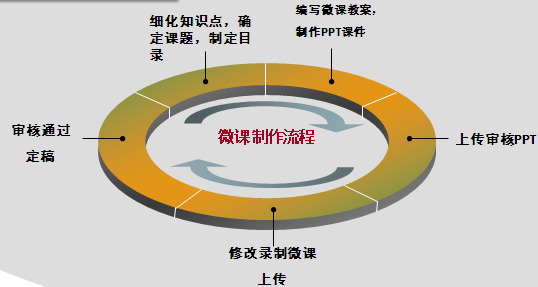 细化知识点，确
定课题，制定目
录
编写微课教案，
制作PPT课件
审核通过
定稿
微课制作流程
上传审核PPT
修改录制微课
上传